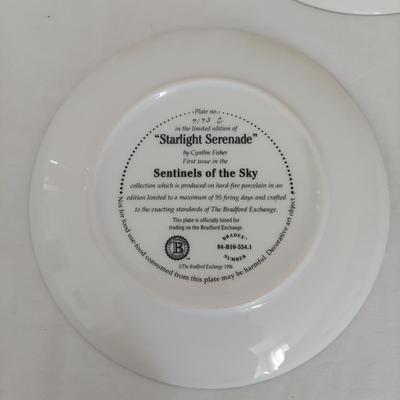 Plate no.
7173 C
in the limited edition of
"Starlight Serenade"
by Cynthie Fisher
First issue in the
Sentinels of the Sky
collection which is produced on hard-fire porcelain in an
edition limited to a maximum of 95 firing days and crafted
to the exacting standards of The Bradford Exchange.
This plate is officially listed for
trading on the Bradford Exchange.
B
BRADEX™
84-B10-554.1
NUMBER
©The Bradford Exchange 1996
Not for food use-food consumed from this plate may be harmful. Decorative art object.